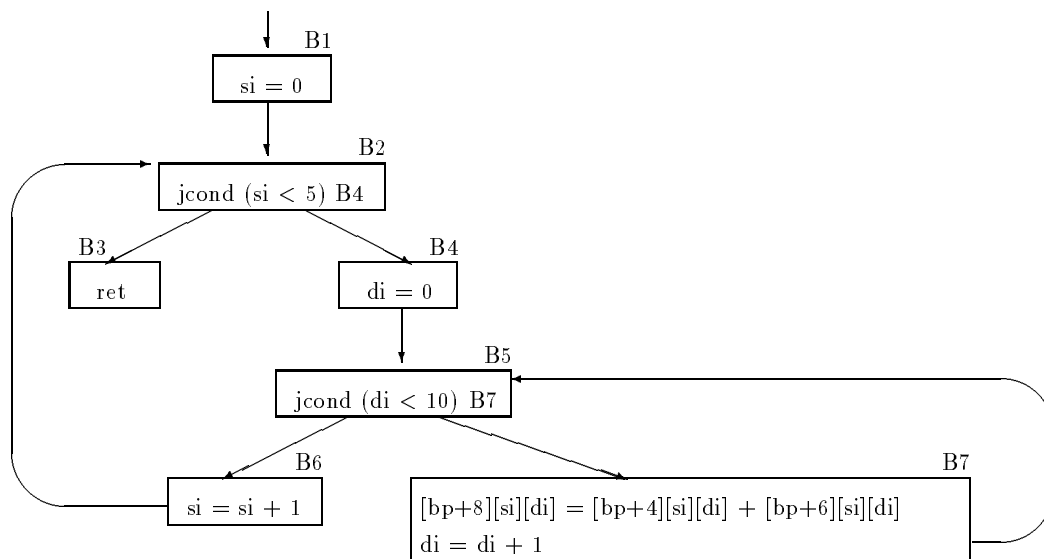 B1
si = 0
B2
jcond (si < 5) B4
B3
ret
B4
di = 0
B5
jcond (di < 10) B7
B6
si = si + 1
B7
[bp+8][si][di] = [bp+4][si][di] + [bp+6][si][di]
di = di + 1